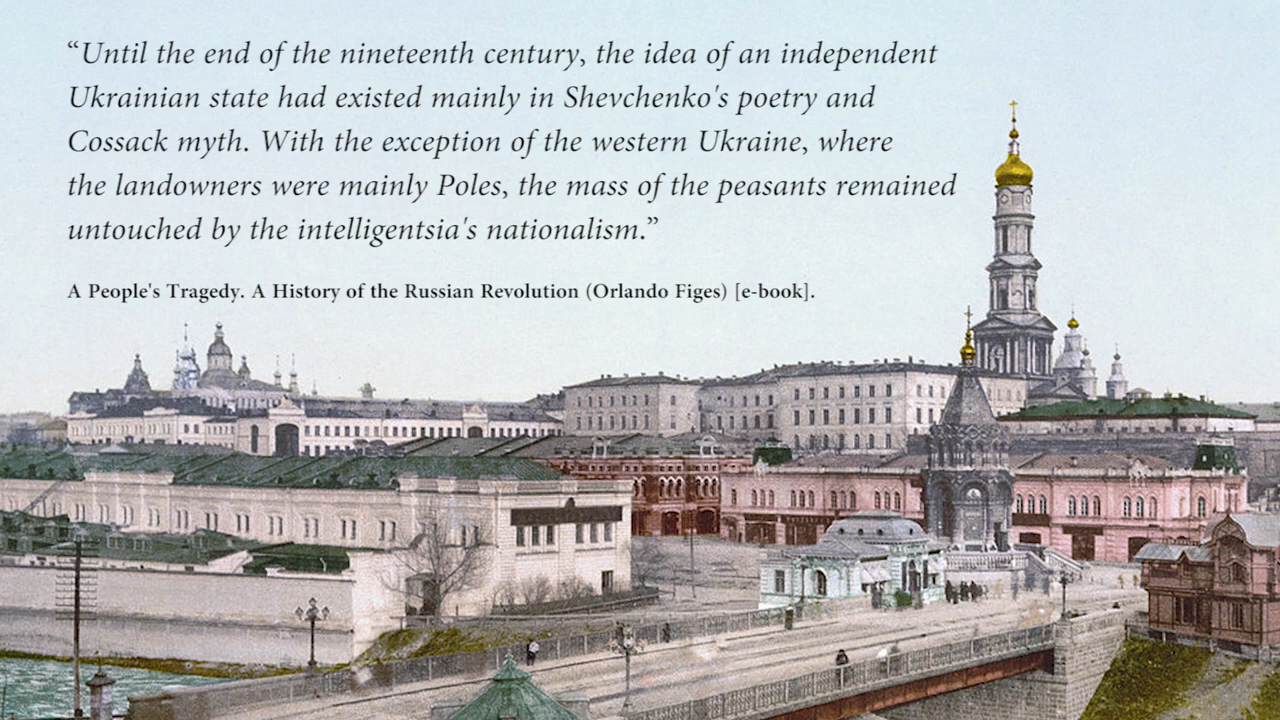 “Until the end of the nineteenth century, the idea of an independent
Ukrainian state had existed mainly in Shevchenko's poetry and
Cossack myth. With the exception of the western Ukraine, where
the landowners were mainly Poles, the mass of the peasants remained
untouched by the intelligentsia's nationalism.”
A People's Tragedy. A History of the Russian Revolution (Orlando Figes) [e-book].